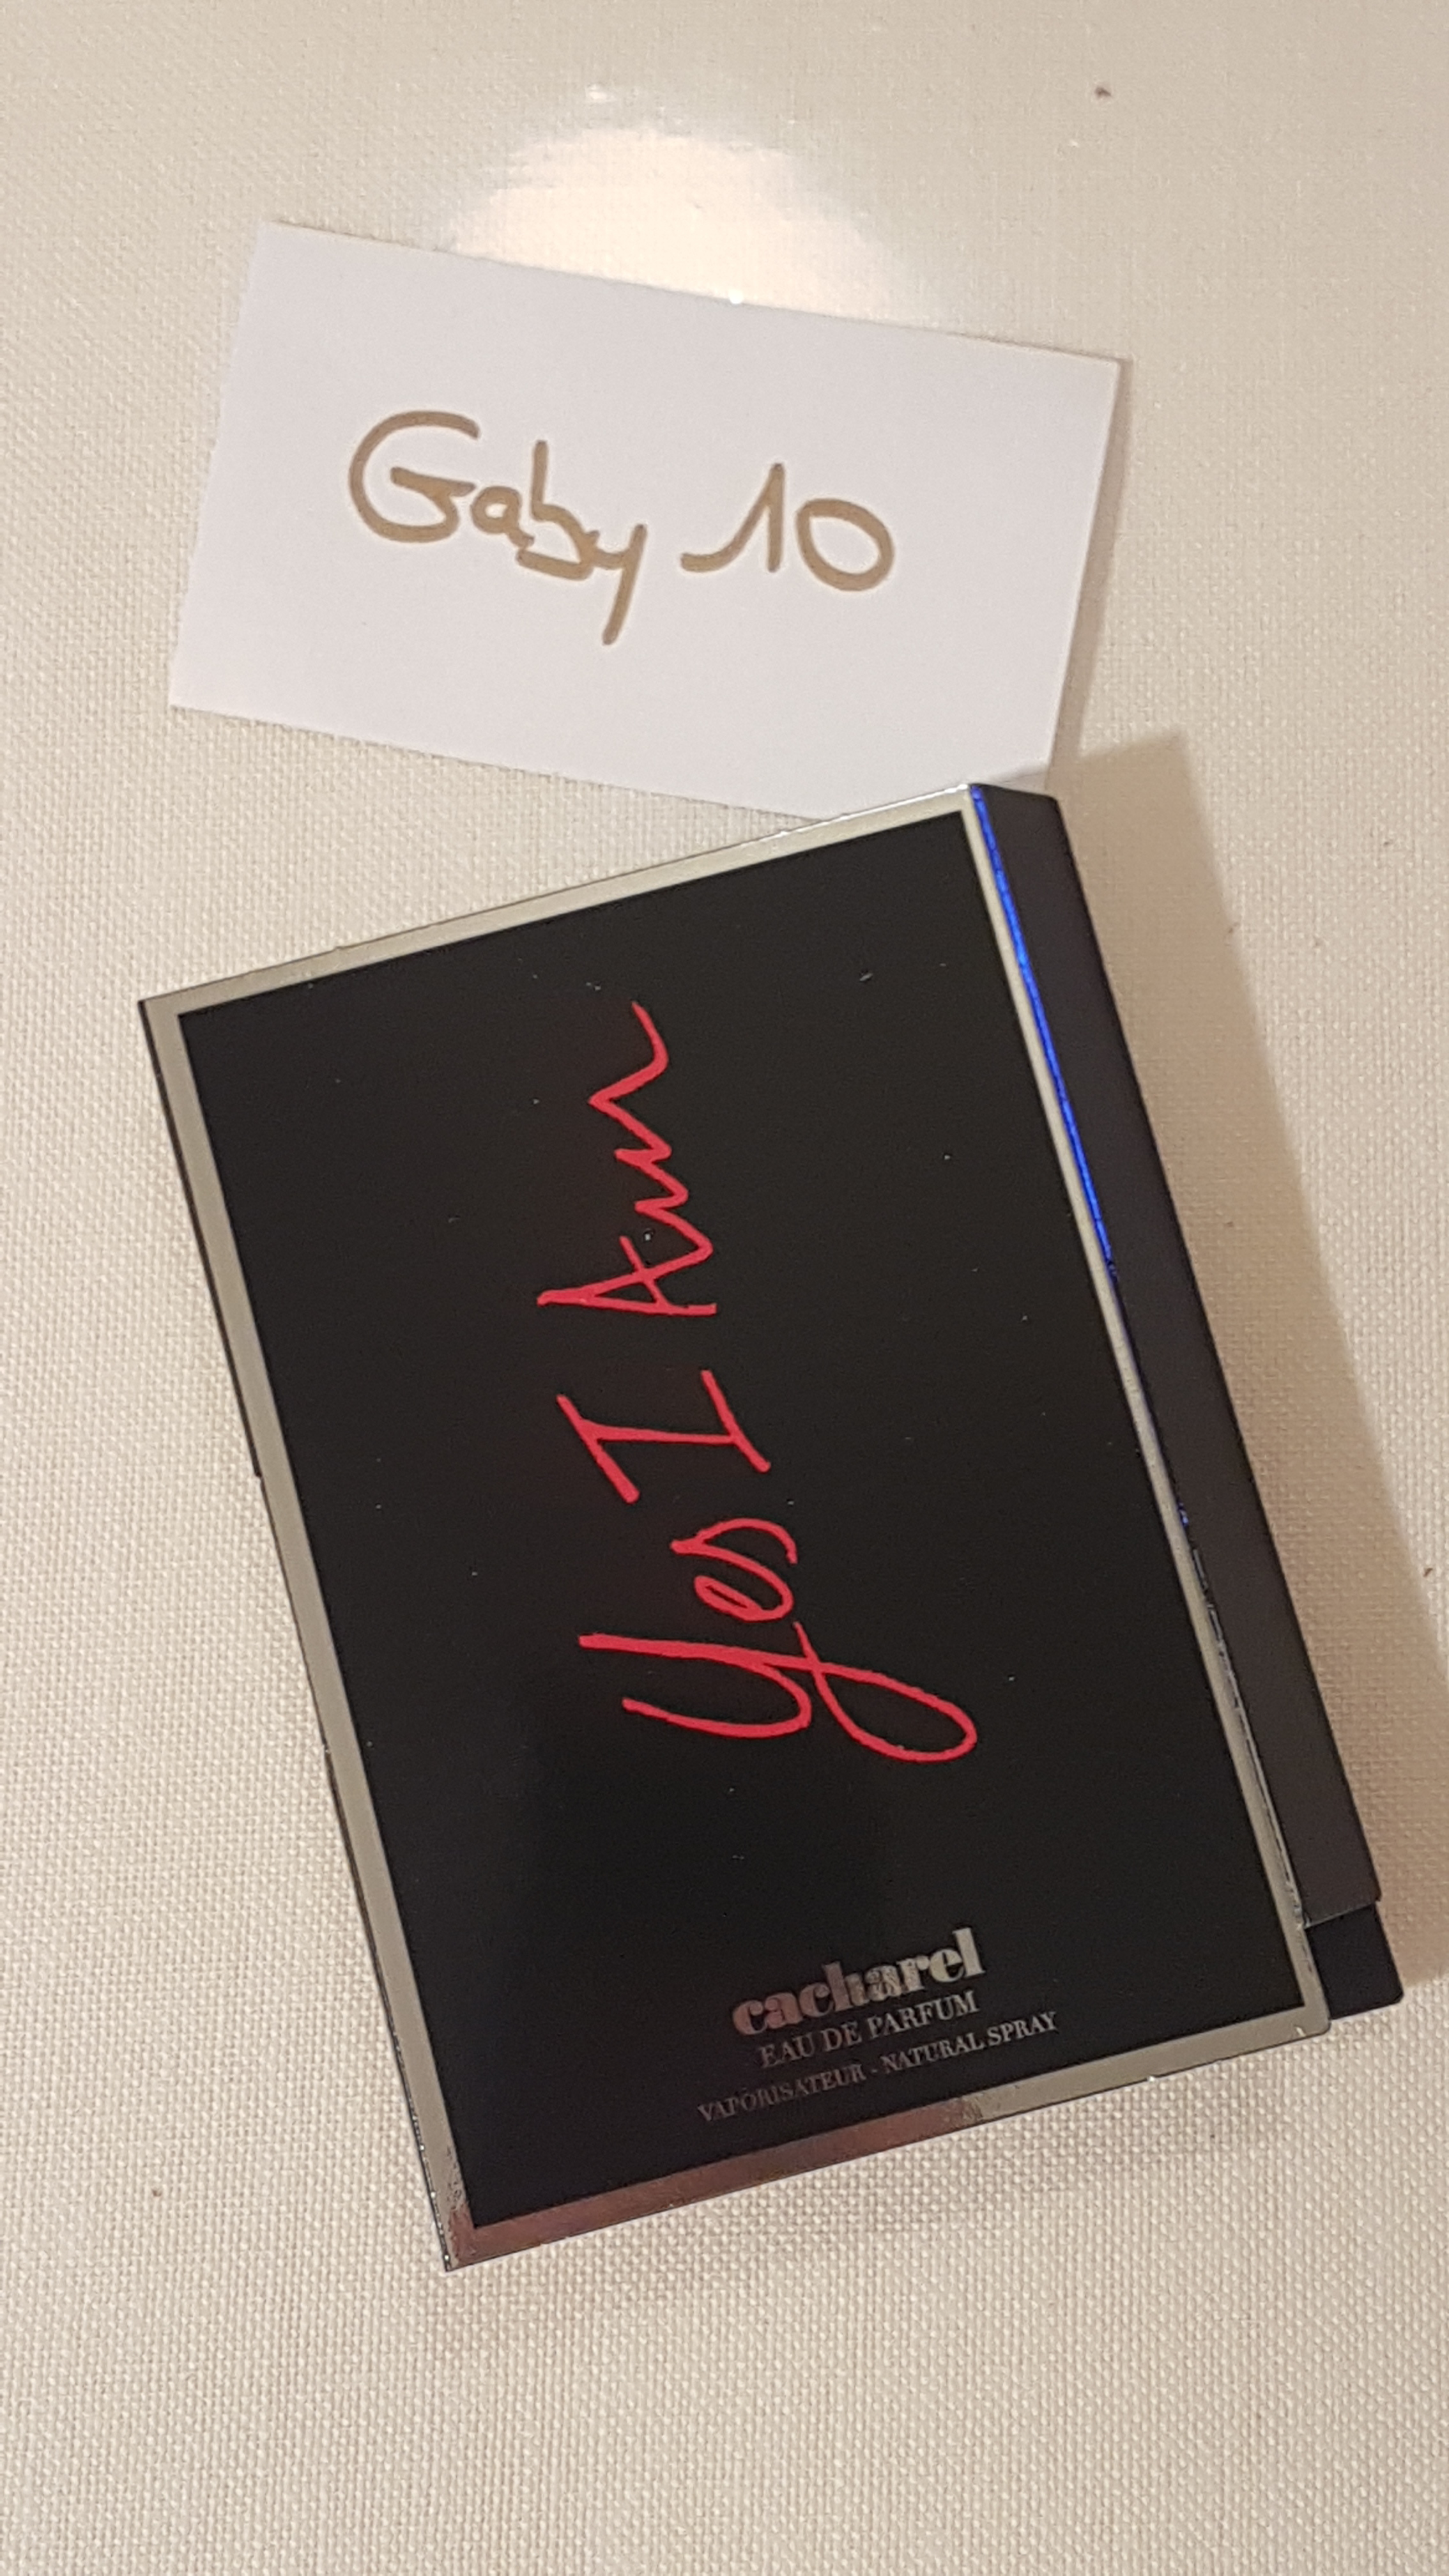 Gaby 10
Yes I Am
cacharel
EAU DE PARFUM
VAPORISATEUR - NATURAL SPRAY